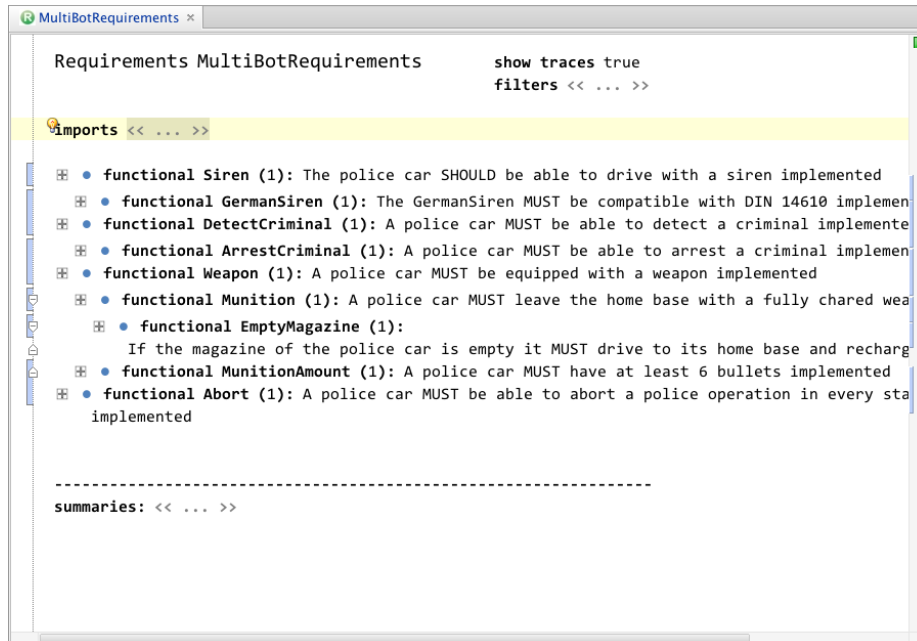 MultiBotRequirements ×
Requirements MultiBotRequirements show traces true
filters << ... >>
imports << ... >>
functional Siren (1): The police car SHOULD be able to drive with a siren implemented
functional GermanSiren (1): The GermanSiren MUST be compatible with DIN 14610 implemen
functional DetectCriminal (1): A police car MUST be able to detect a criminal implemente
functional ArrestCriminal (1): A police car MUST be able to arrest a criminal implemen
functional Weapon (1): A police car MUST be equipped with a weapon implemented
functional Munition (1): A police car MUST leave the home base with a fully chared wea
functional EmptyMagazine (1):
If the magazine of the police car is empty it MUST drive to its home base and recharg
functional MunitionAmount (1): A police car MUST have at least 6 bullets implemented
functional Abort (1): A police car MUST be able to abort a police operation in every sta
implemented
-----------------------------------------------------------------
summaries: << ... >>